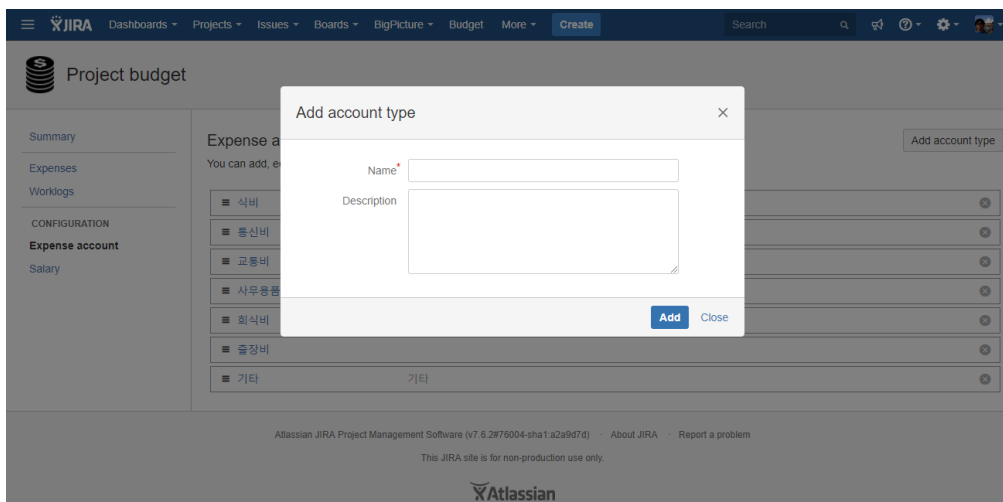 JIRA Dashboards Projects Issues Boards BigPicture Budget More Create Search
Project budget
Add account type
Summary
Expense a
Add account type
You can add, e
Expenses
Name*
Worklogs
Description
식비
CONFIGURATION
통신비
Expense account
교통비
Salary
사무용품
회식비
Add Close
출장비
기타 기타
Atlassian JIRA Project Management Software (v7.6.2#76004-sha1:a2a9d7d) · About JIRA · Report a problem
This JIRA site is for non-production use only.
Atlassian